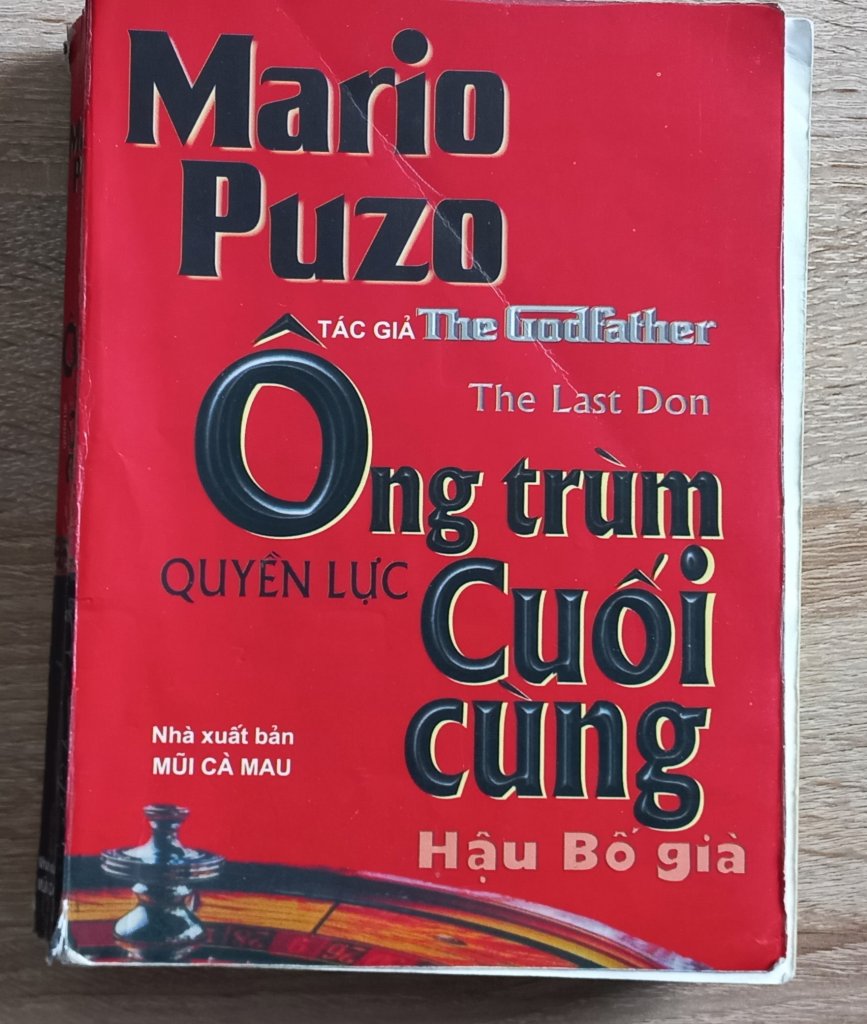 Mario
Puzo
TÁC GIẢ The Godfather
The Last Don
Ông trùm
QUYỀN LỰC Cuối
cùng
Nhà xuất bản
MŨI CÀ MAU
Hậu Bố già